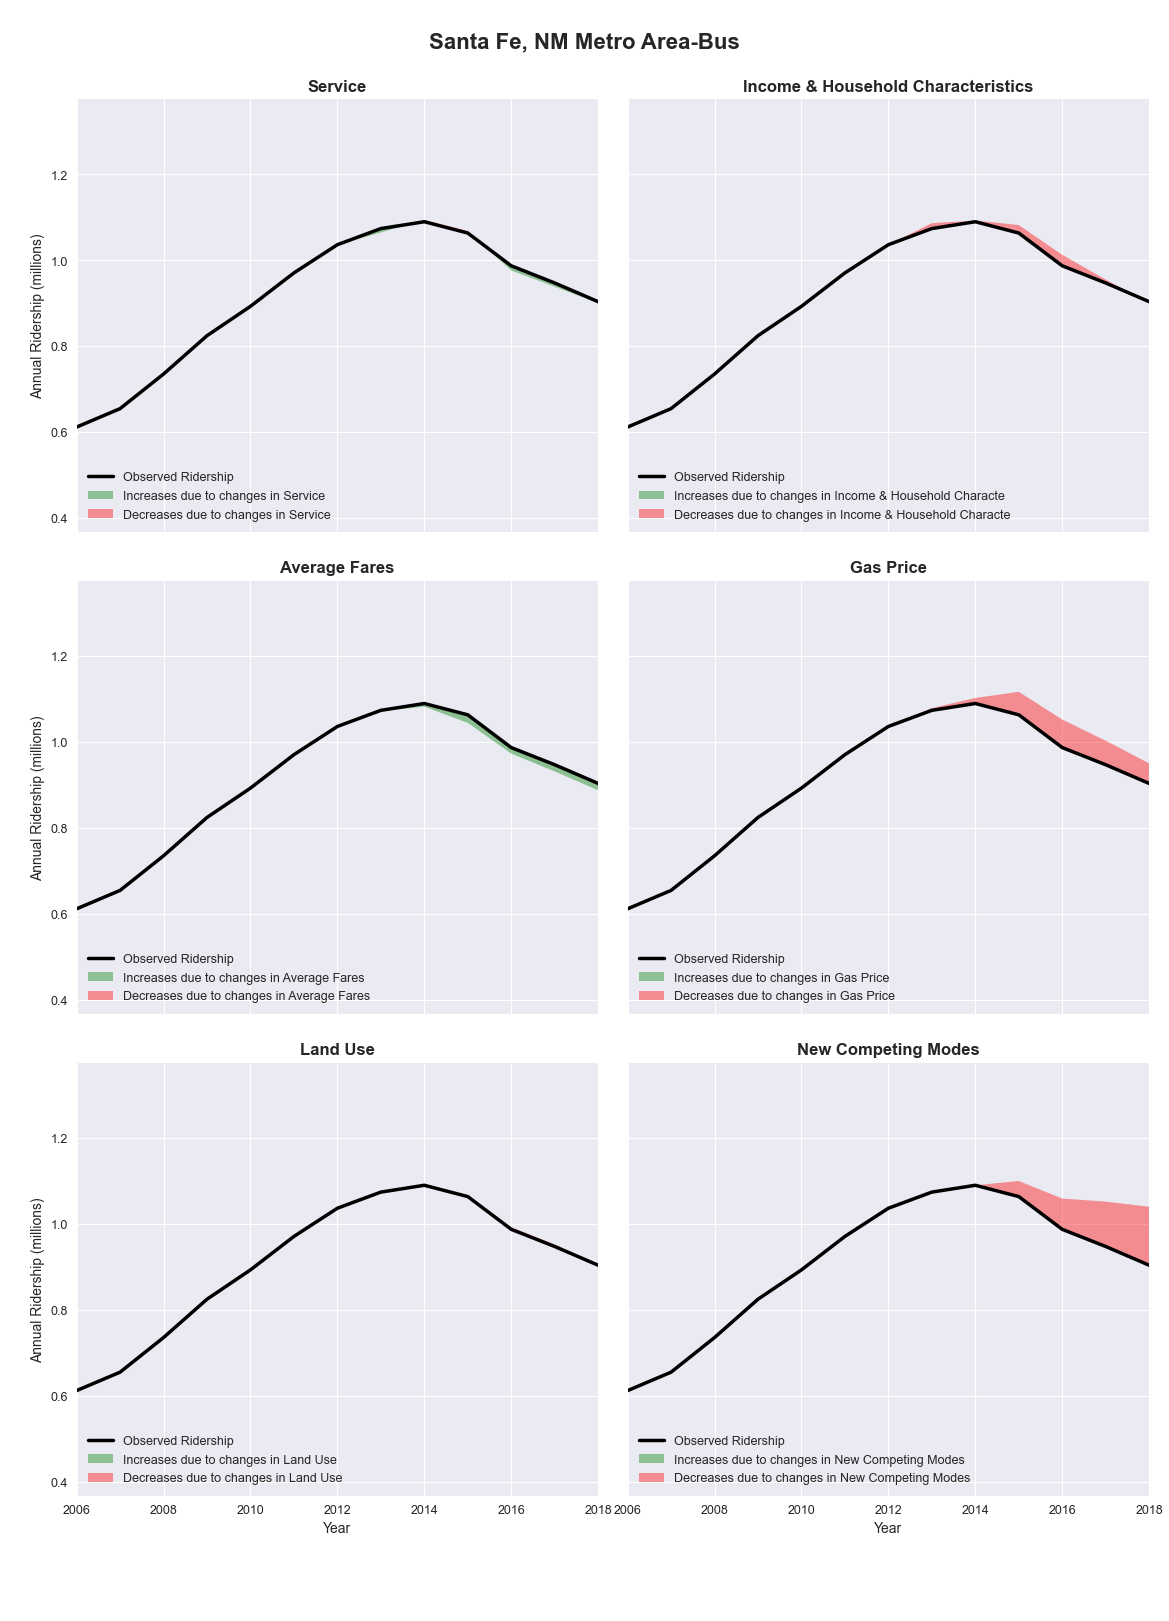 Santa Fe, NM Metro Area-Bus
Service
Income & Household Characteristics
Annual Ridership (millions)
1.2
1.0
0.8
0.6
0.4
Observed Ridership
Increases due to changes in Service
Decreases due to changes in Service
Observed Ridership
Increases due to changes in Income & Household Characte
Decreases due to changes in Income & Household Characte
Average Fares
Gas Price
Annual Ridership (millions)
1.2
1.0
0.8
0.6
0.4
Observed Ridership
Increases due to changes in Average Fares
Decreases due to changes in Average Fares
Observed Ridership
Increases due to changes in Gas Price
Decreases due to changes in Gas Price
Land Use
New Competing Modes
Annual Ridership (millions)
1.2
1.0
0.8
0.6
0.4
Observed Ridership
Increases due to changes in Land Use
Decreases due to changes in Land Use
2006 2008 2010 2012 2014 2016 2018
Year
Observed Ridership
Increases due to changes in New Competing Modes
Decreases due to changes in New Competing Modes
2006 2008 2010 2012 2014 2016 2018
Year